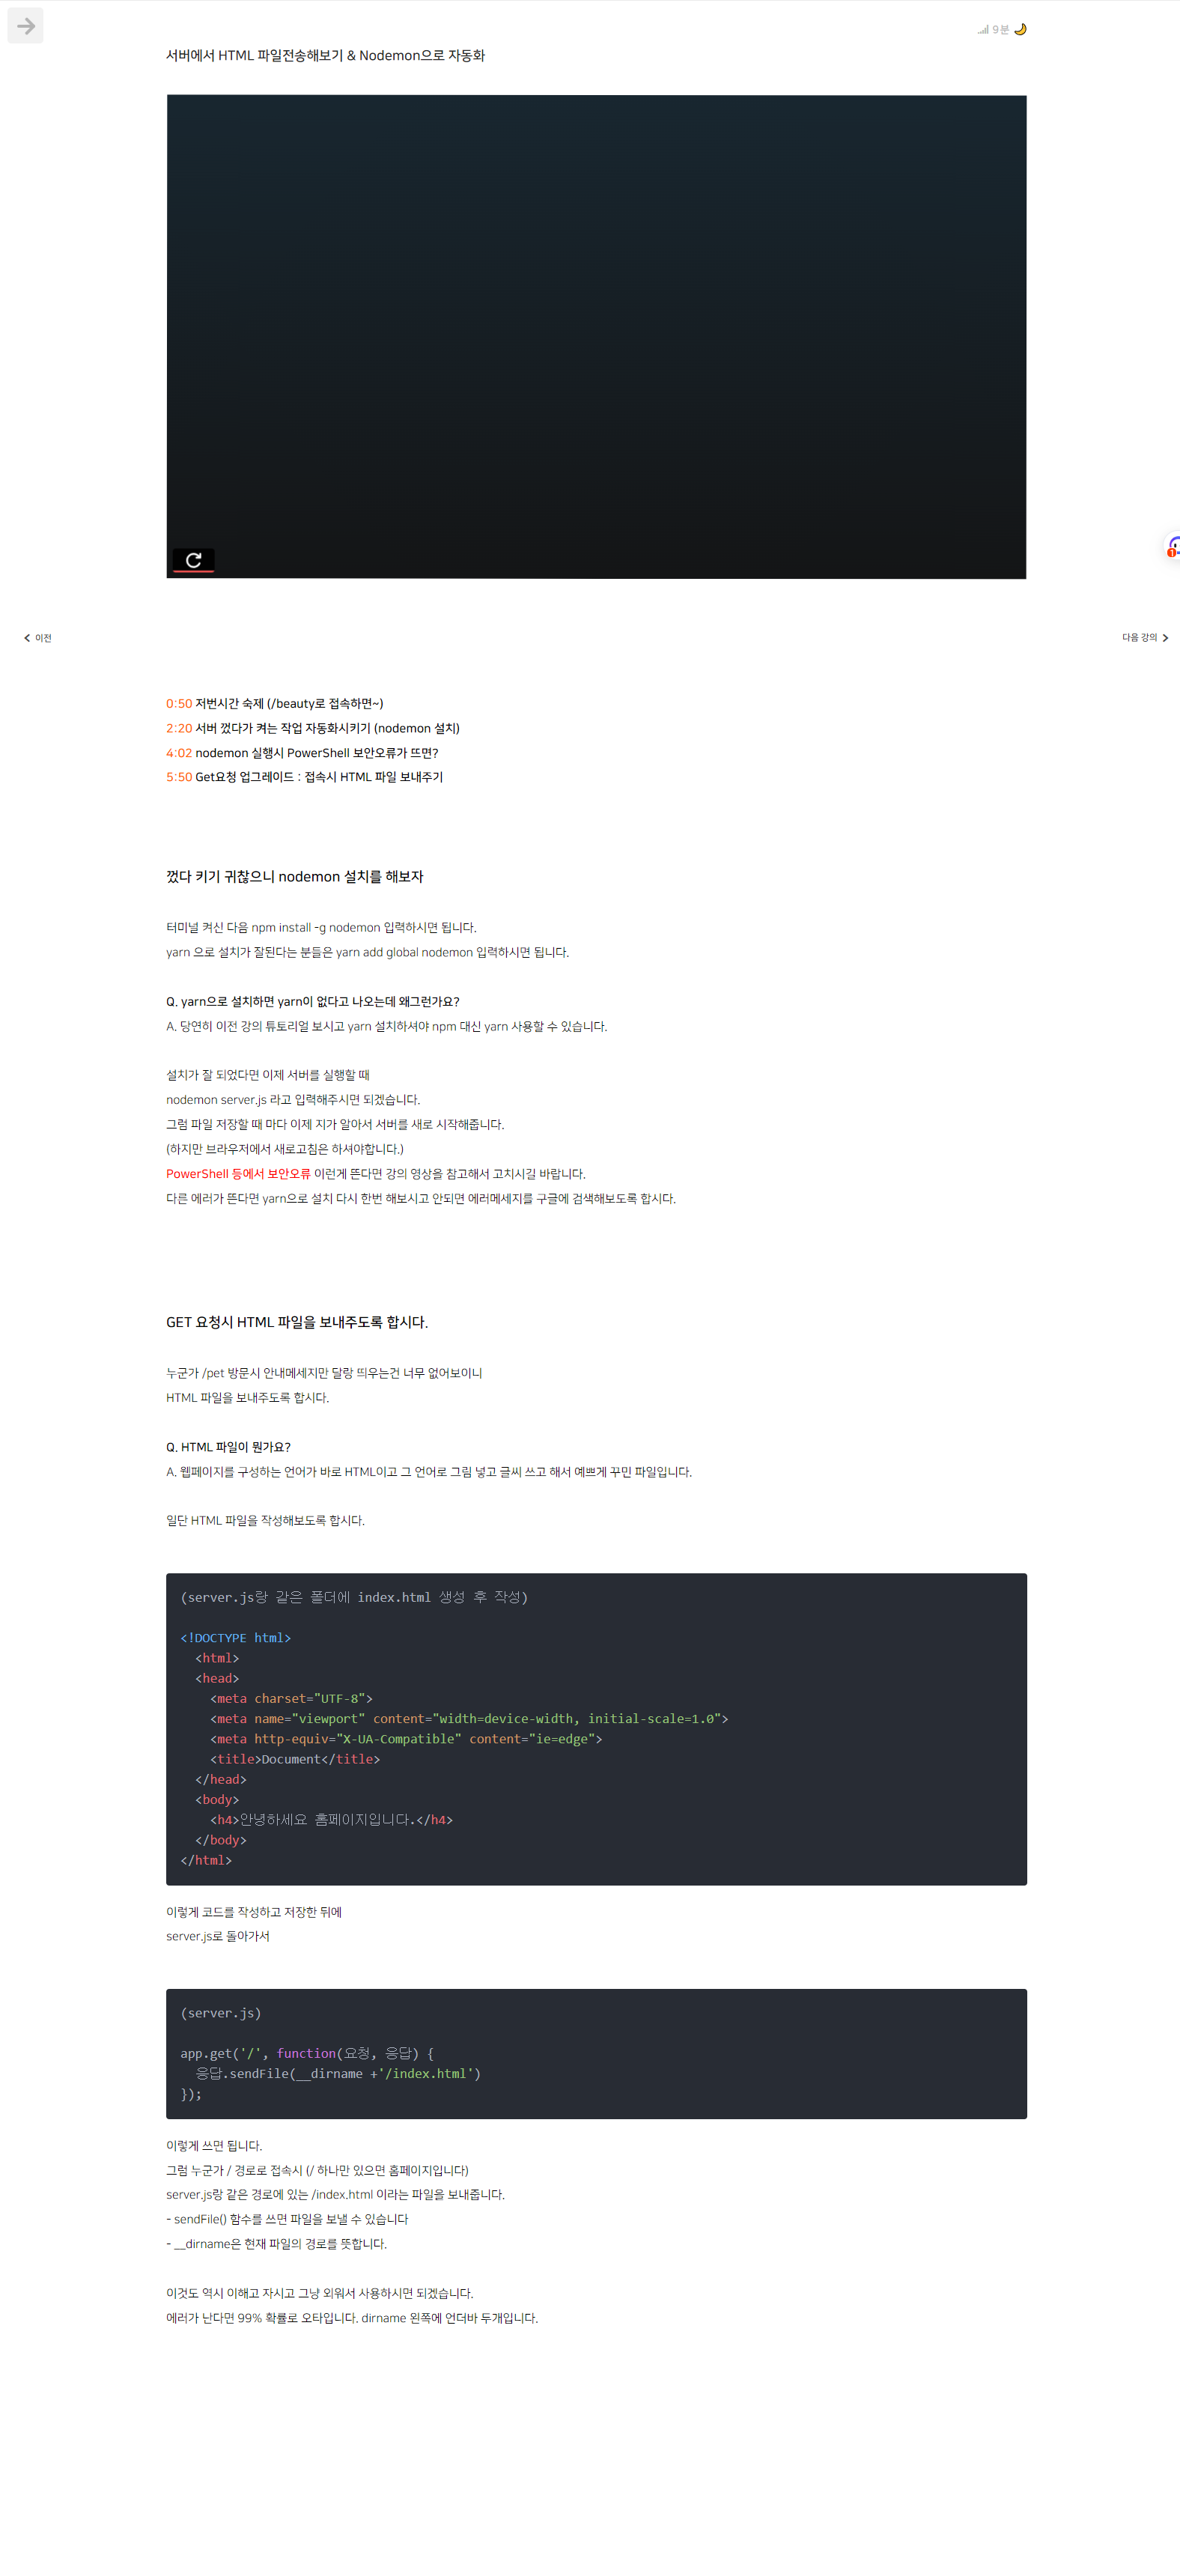 9분
서버에서 HTML 파일전송해보기 & Nodemon으로 자동화
1
이전
다음 강의
0:50 저번시간 숙제 (/beauty로 접속하면~)
2:20 서버 껐다가 켜는 작업 자동화시키기 (nodemon 설치)
4:02 nodemon 실행시 PowerShell 보안오류가 뜨면?
5:50 Get요청 업그레이드 : 접속시 HTML 파일 보내주기
껐다 키기 귀찮으니 nodemon 설치를 해보자
터미널 켜신 다음 npm install -g nodemon 입력하시면 됩니다.
yarn 으로 설치가 잘된다는 분들은 yarn add global nodemon 입력하시면 됩니다.
Q. yarn으로 설치하면 yarn이 없다고 나오는데 왜그런가요?
A. 당연히 이전 강의 튜토리얼 보시고 yarn 설치하셔야 npm 대신 yarn 사용할 수 있습니다.
설치가 잘 되었다면 이제 서버를 실행할 때
nodemon server.js 라고 입력해주시면 되겠습니다.
그럼 파일 저장할 때 마다 이제 지가 알아서 서버를 새로 시작해줍니다.
(하지만 브라우저에서 새로고침은 하셔야합니다.)
PowerShell 등에서 보안오류 이런게 뜬다면 강의 영상을 참고해서 고치시길 바랍니다.
다른 에러가 뜬다면 yarn으로 설치 다시 한번 해보시고 안되면 에러메세지를 구글에 검색해보도록 합시다.
GET 요청시 HTML 파일을 보내주도록 합시다.
누군가 /pet 방문시 안내메세지만 달랑 띄우는건 너무 없어보이니
HTML 파일을 보내주도록 합시다.
Q. HTML 파일이 뭔가요?
A. 웹페이지를 구성하는 언어가 바로 HTML이고 그 언어로 그림 넣고 글씨 쓰고 해서 예쁘게 꾸민 파일입니다.
일단 HTML 파일을 작성해보도록 합시다.
(server.js랑 같은 폴더에 index.html 생성 후 작성)
<!DOCTYPE html>
<html>
<head>
<meta charset="UTF-8">
<meta name="viewport" content="width=device-width, initial-scale=1.0">
<meta http-equiv="X-UA-Compatible" content="ie=edge">
<title>Document</title>
</head>
<body>
<h4>안녕하세요 홈페이지입니다.</h4>
</body>
</html>
이렇게 코드를 작성하고 저장한 뒤에
server.js로 돌아가서
(server.js)
app.get('/', function(요청, 응답) {
응답.sendFile(__dirname +'/index.html')
});
이렇게 쓰면 됩니다.
그럼 누군가 / 경로로 접속시 (/ 하나만 있으면 홈페이지입니다)
server.js랑 같은 경로에 있는 /index.html 이라는 파일을 보내줍니다.
- sendFile() 함수를 쓰면 파일을 보낼 수 있습니다
- __dirname은 현재 파일의 경로를 뜻합니다.
이것도 역시 이해고 자시고 그냥 외워서 사용하시면 되겠습니다.
에러가 난다면 99% 확률로 오타입니다. dirname 왼쪽에 언더바 두개입니다.